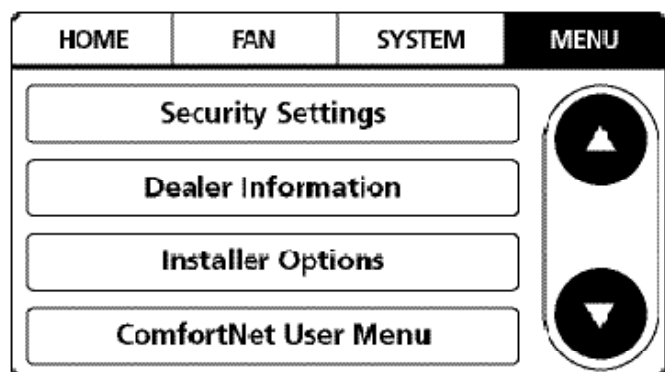 HOME FAN SYSTEM MENU
Security Settings
Dealer Information
Installer Options
ComfortNet User Menu